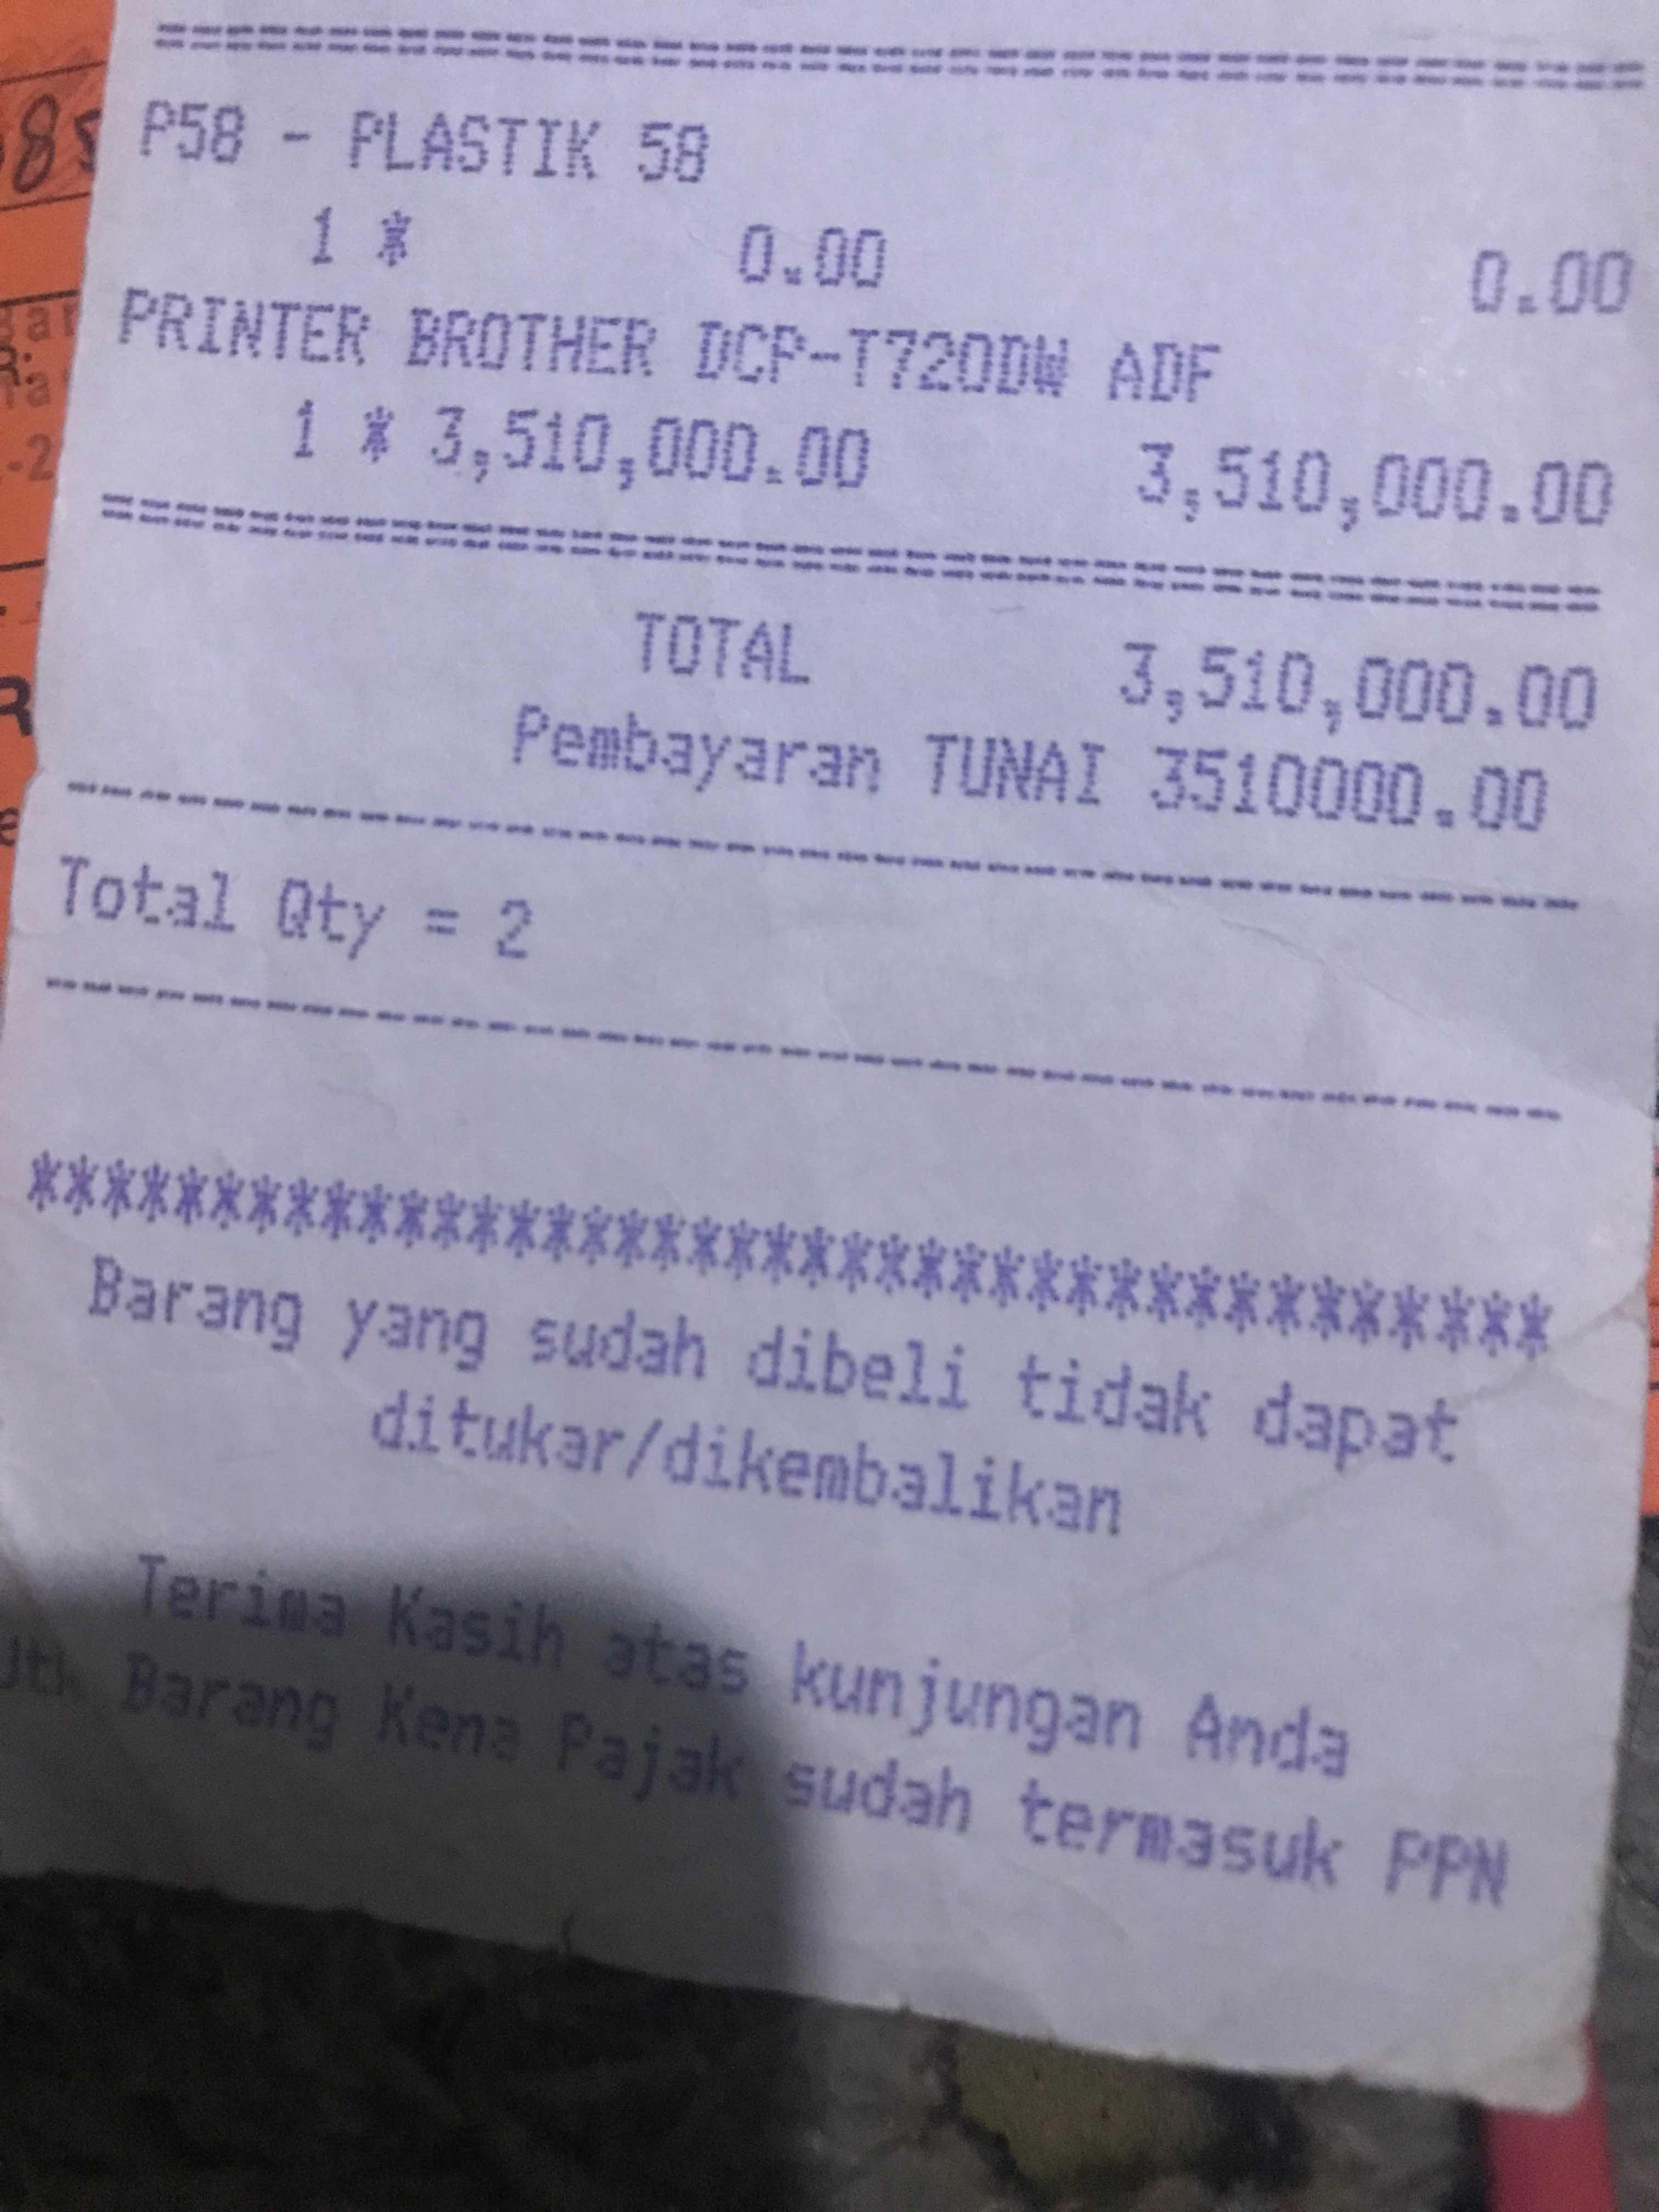 P58 - PLASTIK 58
1 * 0.00 0.00
PRINTER BROTHER DCP-T720DW ADF
1 * 3,510,000.00 3,510,000.00
TOTAL 3,510,000.00
Pembayaran TUNAI 3510000.00
Total Qty = 2
****************************************
Barang yang sudah dibeli tidak dapat
ditukar/dikembalikan
Terima Kasih atas kunjungan Anda
Utk Barang Kena Pajak sudah termasuk PPN